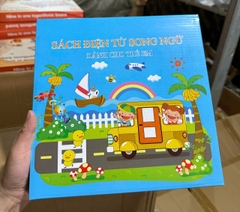 SÁCH ĐIỆN TỬ SONG NGỮ
DÀNH CHO TRẺ EM